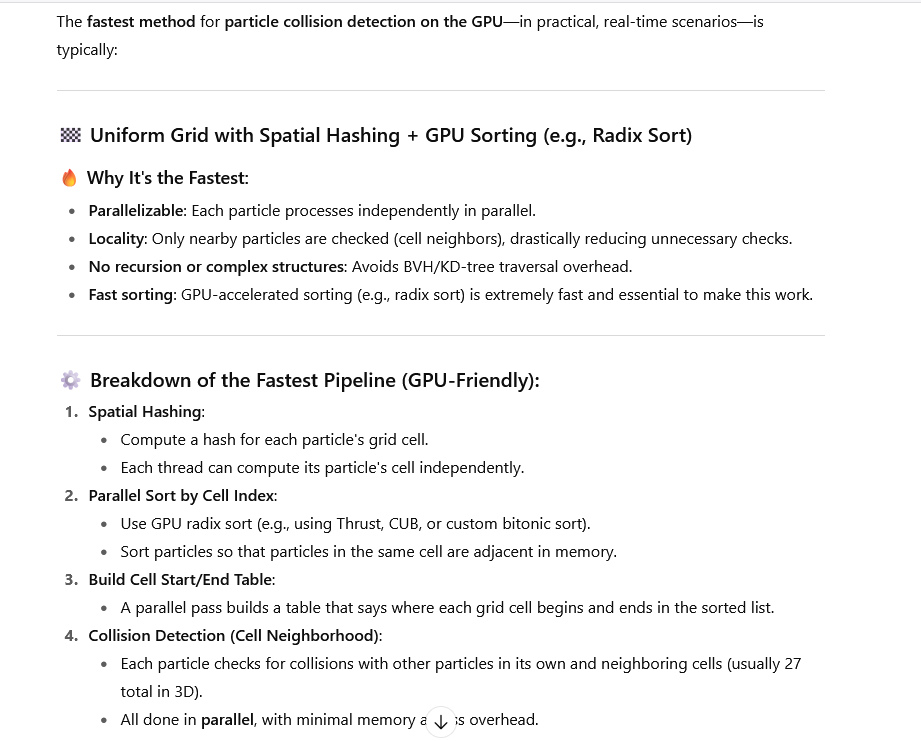 The fastest method for particle collision detection on the GPU—in practical, real-time scenarios—is
typically:
Uniform Grid with Spatial Hashing + GPU Sorting (e.g., Radix Sort)
Why It's the Fastest:
Parallelizable: Each particle processes independently in parallel.
Locality: Only nearby particles are checked (cell neighbors), drastically reducing unnecessary checks.
No recursion or complex structures: Avoids BVH/KD-tree traversal overhead.
Fast sorting: GPU-accelerated sorting (e.g., radix sort) is extremely fast and essential to make this work.
Breakdown of the Fastest Pipeline (GPU-Friendly):
1. Spatial Hashing:
Compute a hash for each particle's grid cell.
Each thread can compute its particle's cell independently.
2. Parallel Sort by Cell Index:
Use GPU radix sort (e.g., using Thrust, CUB, or custom bitonic sort).
Sort particles so that particles in the same cell are adjacent in memory.
3. Build Cell Start/End Table:
A parallel pass builds a table that says where each grid cell begins and ends in the sorted list.
4. Collision Detection (Cell Neighborhood):
Each particle checks for collisions with other particles in its own and neighboring cells (usually 27
total in 3D).
All done in parallel, with minimal memory overhead.